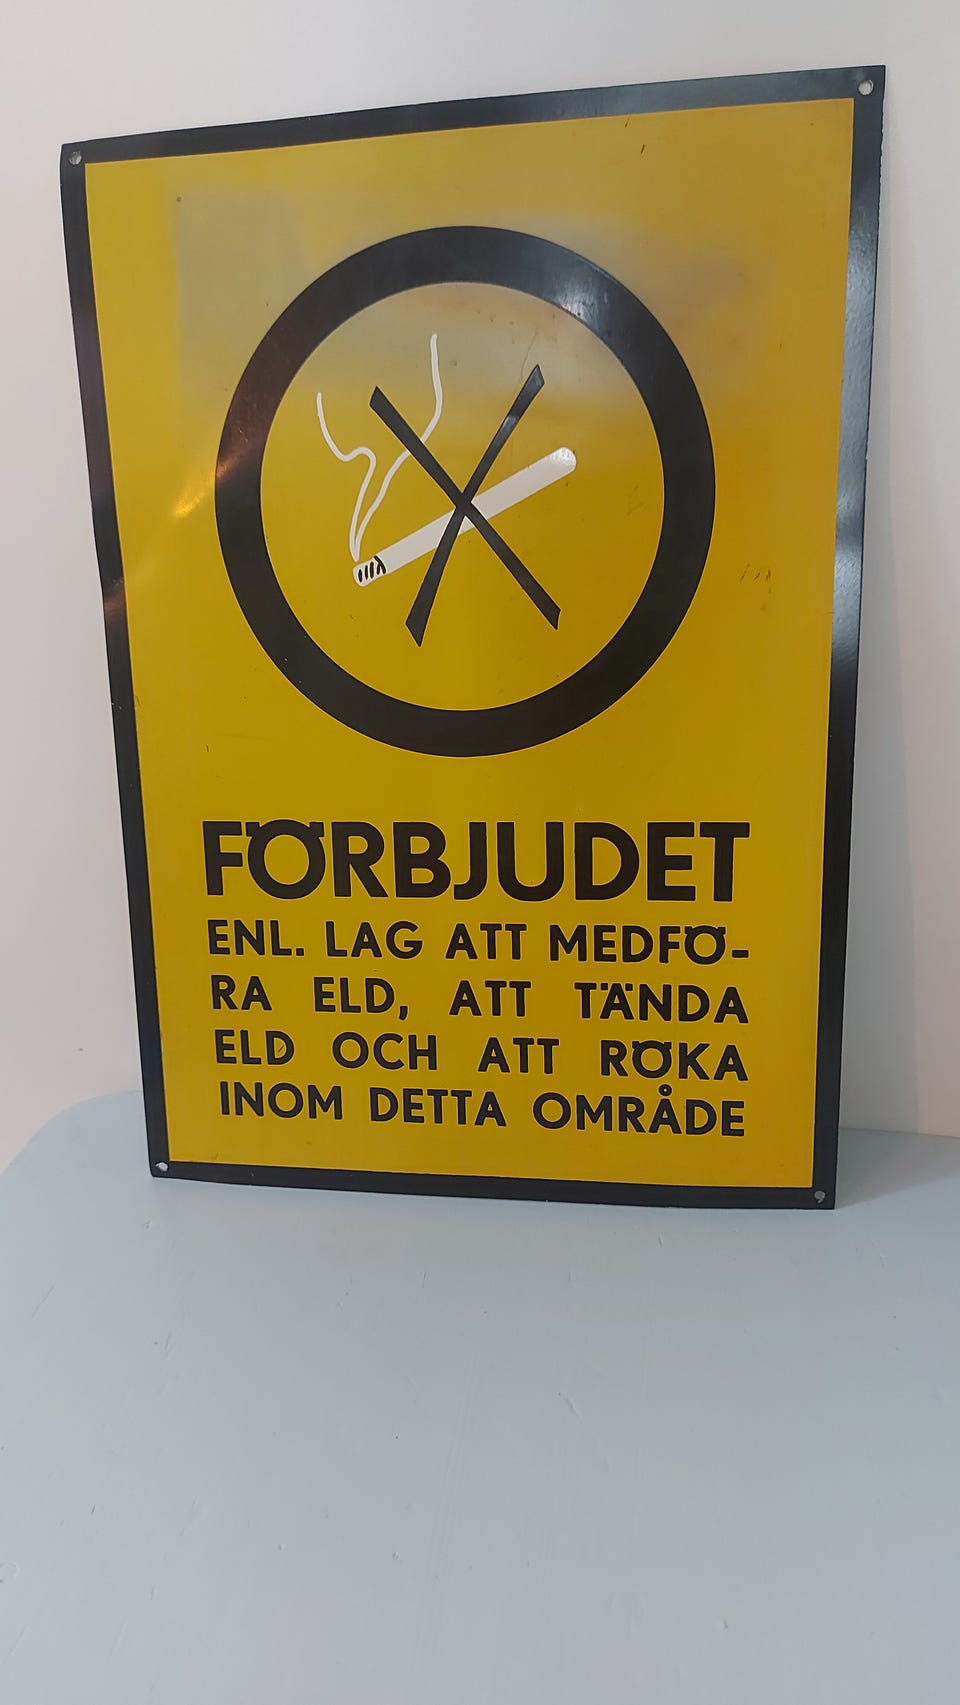 FÖRBJUDET
ENL. LAG ATT MEDFÖ-
RA ELD, ATT TÄNDA
ELD OCH ATT RÖKA
INOM DETTA OMRÅDE